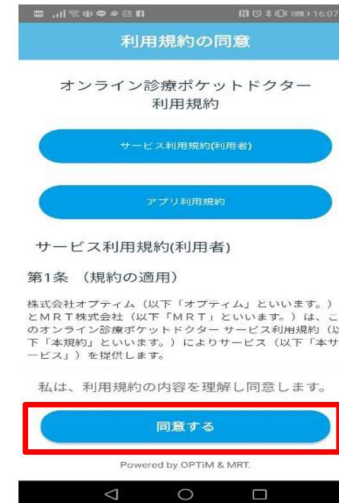 16:07
利用規約の同意
オンライン診療ポケットドクター
利用規約
サービス利用規約(利用者)
アプリ利用規約
サービス利用規約(利用者)
第1条 (規約の適用)
株式会社オプティム(以下「オプティム」といいます。)
とMRT株式会社(以下「MRT」といいます。)は、こ
のオンライン診療ポケットドクター サービス利用規約(以
下「本規約」といいます。)によりサービス(以下「本サ
ービス」)を提供します。
私は、利用規約の内容を理解し同意します。
同意する
Powered by OPTiM & MRT.